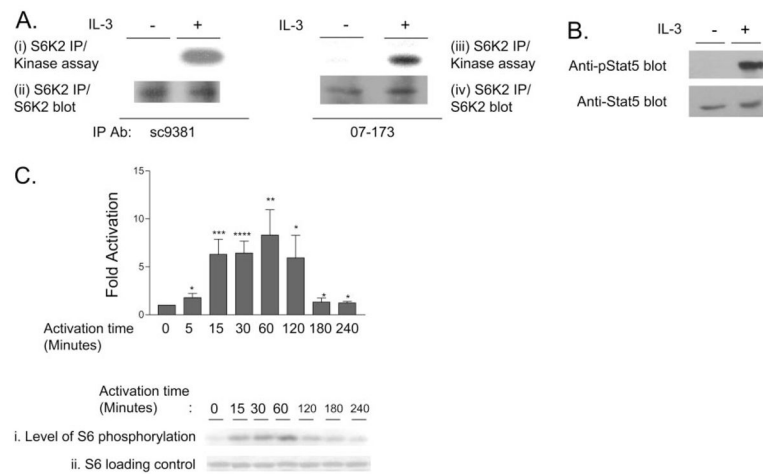 A.
IL-3 - +
(i) S6K2 IP/
Kinase assay
(ii) S6K2 IP/
S6K2 blot
IP Ab: sc9381
IL-3 - +
(iii) S6K2 IP/
Kinase assay
(iv) S6K2 IP/
S6K2 blot
07-173
B.
IL-3 - +
Anti-pStat5 blot
Anti-Stat5 blot
C.
Fold Activation
15
10
5
0
* *** **** ** * * *
Activation time 0 5 15 30 60 120 180 240
(Minutes)
Activation time
(Minutes) : 0 15 30 60 120 180 240
i. Level of S6 phosphorylation
ii. S6 loading control